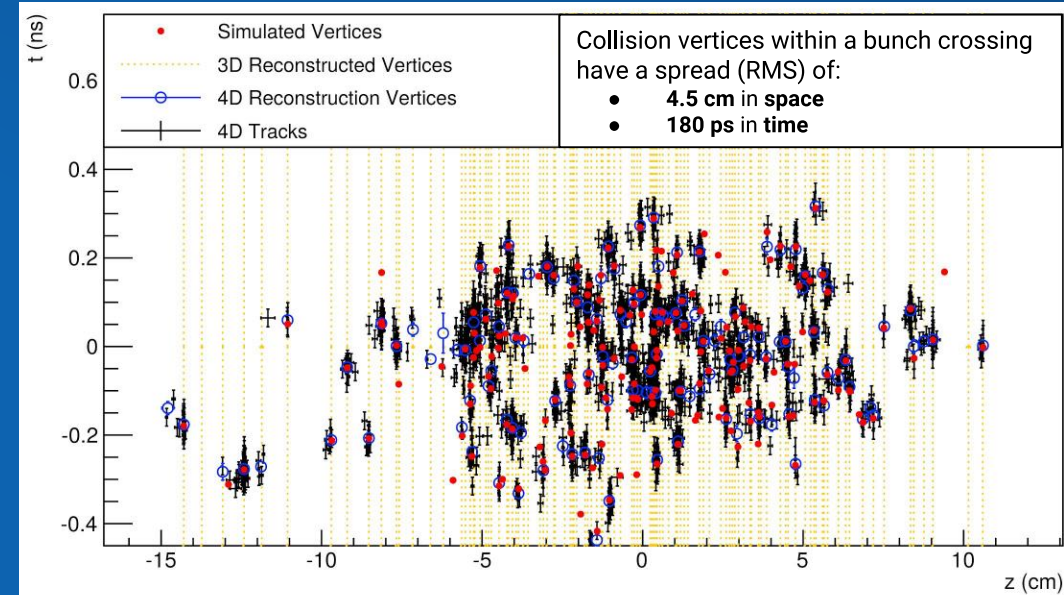 t (ns)
Simulated Vertices
3D Reconstructed Vertices
4D Reconstruction Vertices
4D Tracks
Collision vertices within a bunch crossing
have a spread (RMS) of:
● 4.5 cm in space
● 180 ps in time
0.6
0.4
0.2
0
-0.2
-0.4
-15 -10 -5 0 5 10
z (cm)